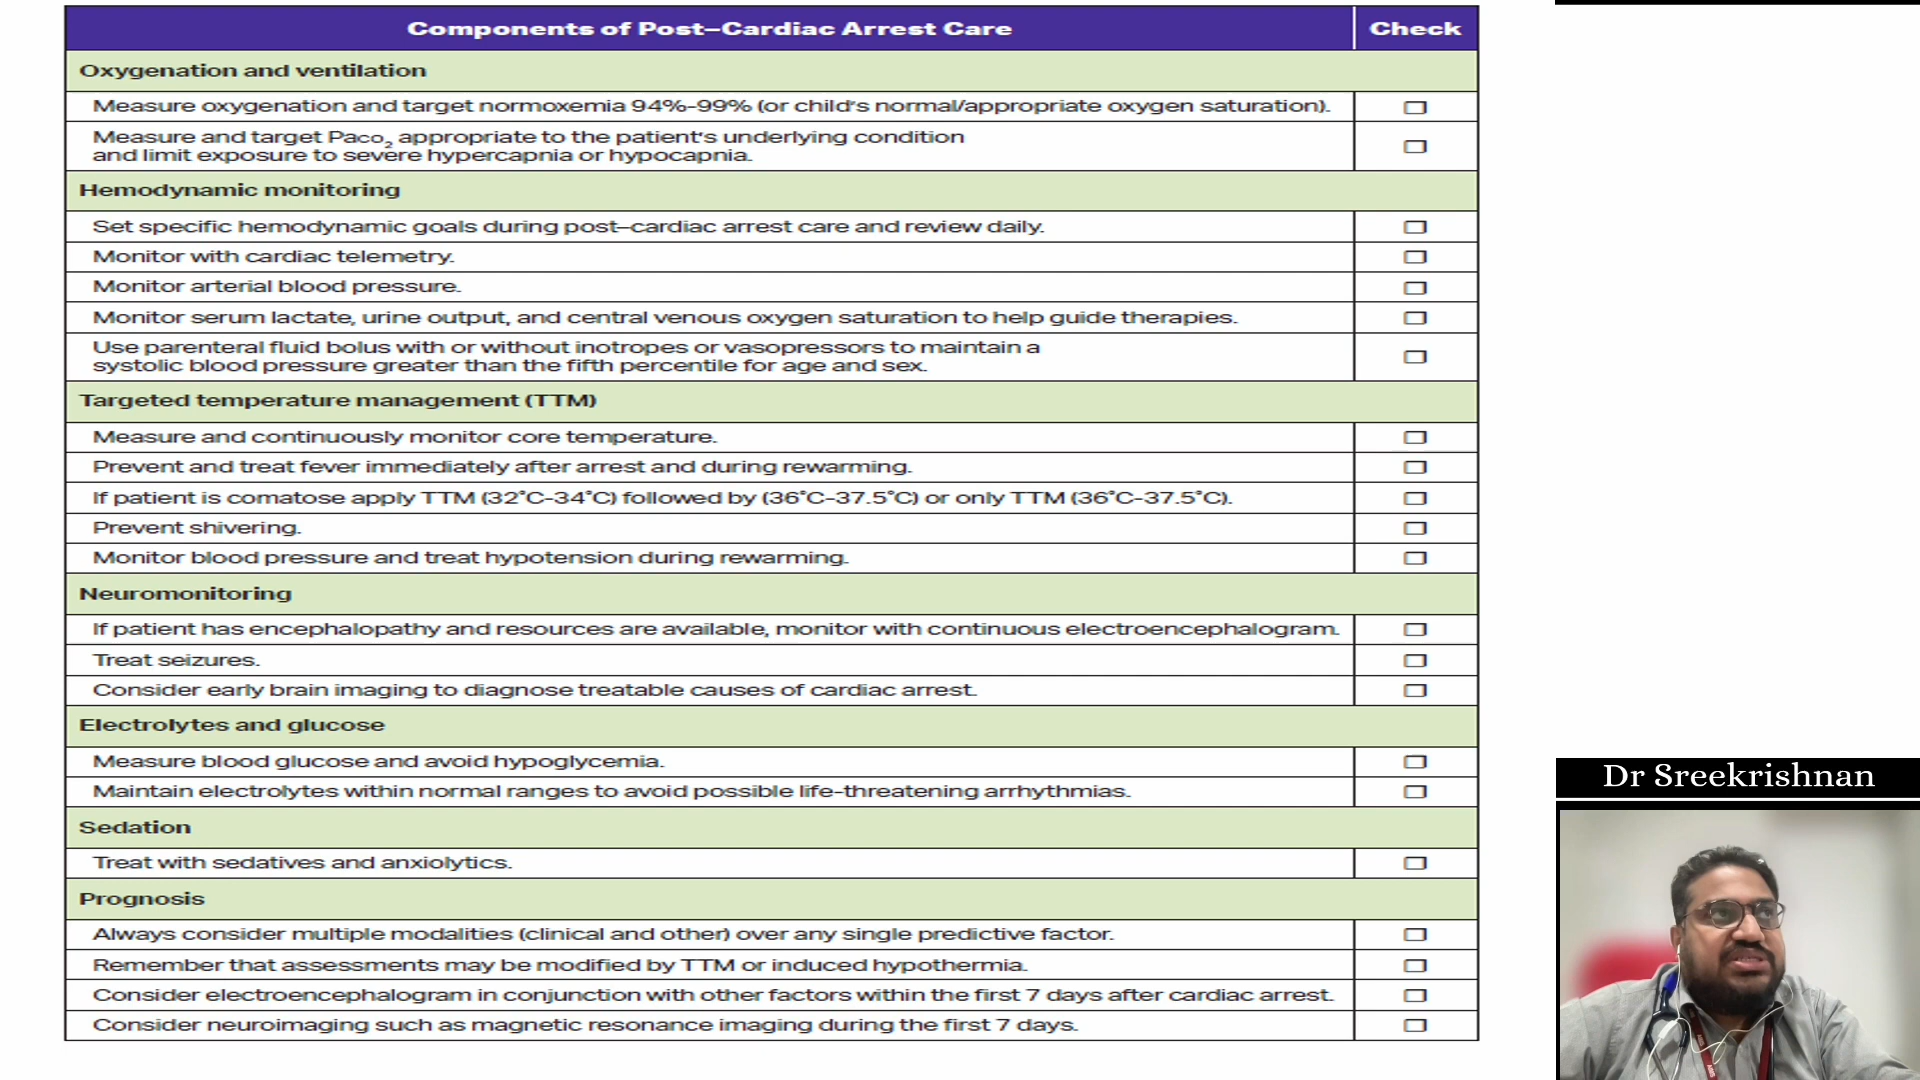 Components of Post–Cardiac Arrest Care Check
Oxygenation and ventilation
Measure oxygenation and target normoxemia 94%-99% (or child's normal/appropriate oxygen saturation).
Measure and target Paco₂ appropriate to the patient's underlying condition
and limit exposure to severe hypercapnia or hypocapnia.
Hemodynamic monitoring
Set specific hemodynamic goals during post–cardiac arrest care and review daily.
Monitor with cardiac telemetry.
Monitor arterial blood pressure.
Monitor serum lactate, urine output, and central venous oxygen saturation to help guide therapies.
Use parenteral fluid bolus with or without inotropes or vasopressors to maintain a
systolic blood pressure greater than the fifth percentile for age and sex.
Targeted temperature management (TTM)
Measure and continuously monitor core temperature.
Prevent and treat fever immediately after arrest and during rewarming.
If patient is comatose apply TTM (32˚C-34˚C) followed by (36˚C-37.5˚C) or only TTM (36˚C-37.5˚C).
Prevent shivering.
Monitor blood pressure and treat hypotension during rewarming.
Neuromonitoring
If patient has encephalopathy and resources are available, monitor with continuous electroencephalogram.
Treat seizures.
Consider early brain imaging to diagnose treatable causes of cardiac arrest.
Electrolytes and glucose
Measure blood glucose and avoid hypoglycemia.
Maintain electrolytes within normal ranges to avoid possible life-threatening arrhythmias.
Sedation
Treat with sedatives and anxiolytics.
Prognosis
Always consider multiple modalities (clinical and other) over any single predictive factor.
Remember that assessments may be modified by TTM or induced hypothermia.
Consider electroencephalogram in conjunction with other factors within the first 7 days after cardiac arrest.
Consider neuroimaging such as magnetic resonance imaging during the first 7 days.
Dr Sreekrishnan